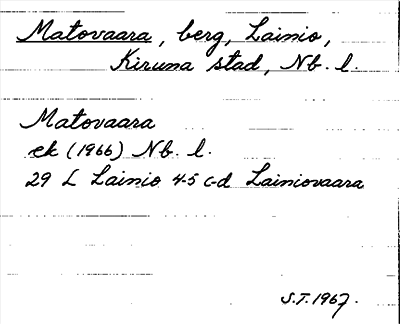 Matovaara, berg, Lainio,
Kiruna stad, Nb. l.
Matovaara
ek (1966) Nb. l.
29 L Lainio 4-5 c-d Lainiovaara
S.T. 1967.